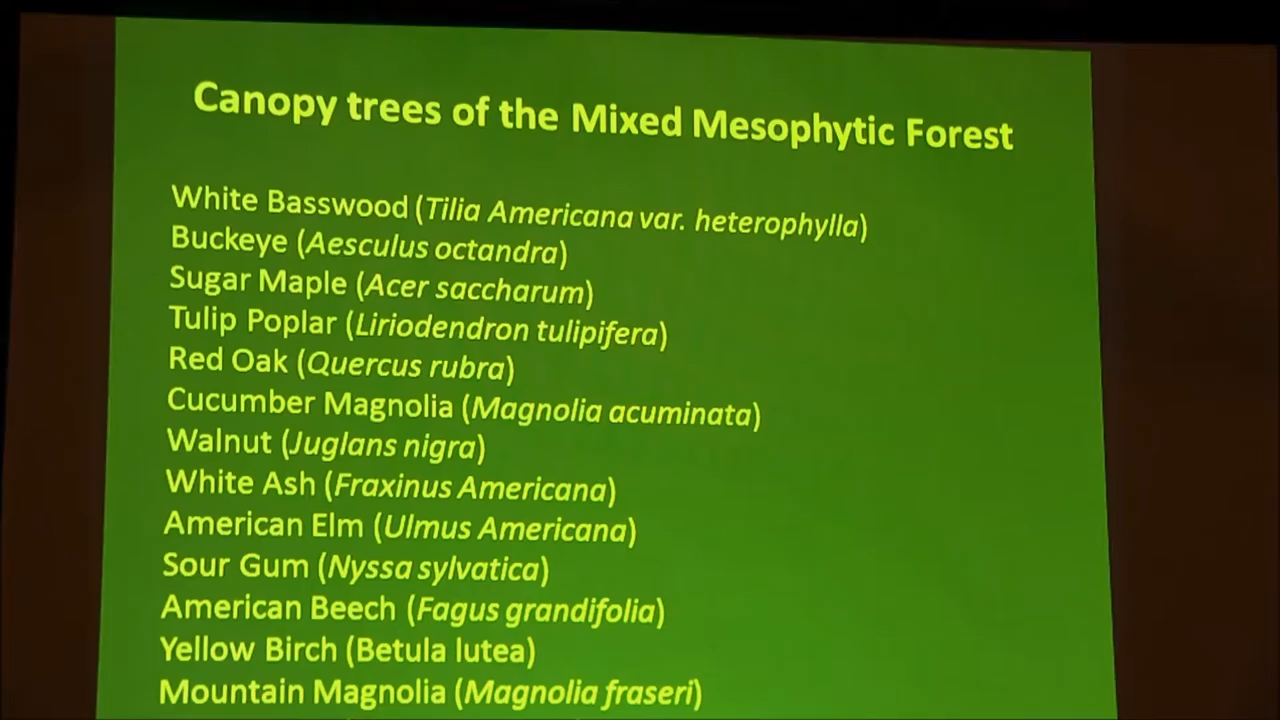 Canopy trees of the Mixed Mesophytic Forest
White Basswood (Tilia Americana var. heterophylla)
Buckeye (Aesculus octandra)
Sugar Maple (Acer saccharum)
Tulip Poplar (Liriodendron tulipifera)
Red Oak (Quercus rubra)
Cucumber Magnolia (Magnolia acuminata)
Walnut (Juglans nigra)
White Ash (Fraxinus Americana)
American Elm (Ulmus Americana)
Sour Gum (Nyssa sylvatica)
American Beech (Fagus grandifolia)
Yellow Birch (Betula lutea)
Mountain Magnolia (Magnolia fraseri)